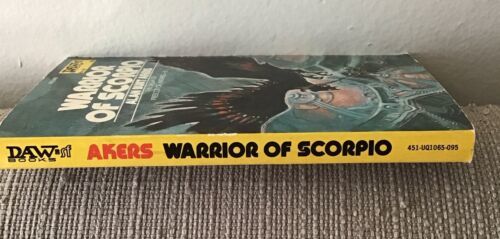 WARRIOR
OF SCORPIO
DAW=sf
BOOKS
AKERS WARRIOR OF SCORPIO
451-UQ1065-095